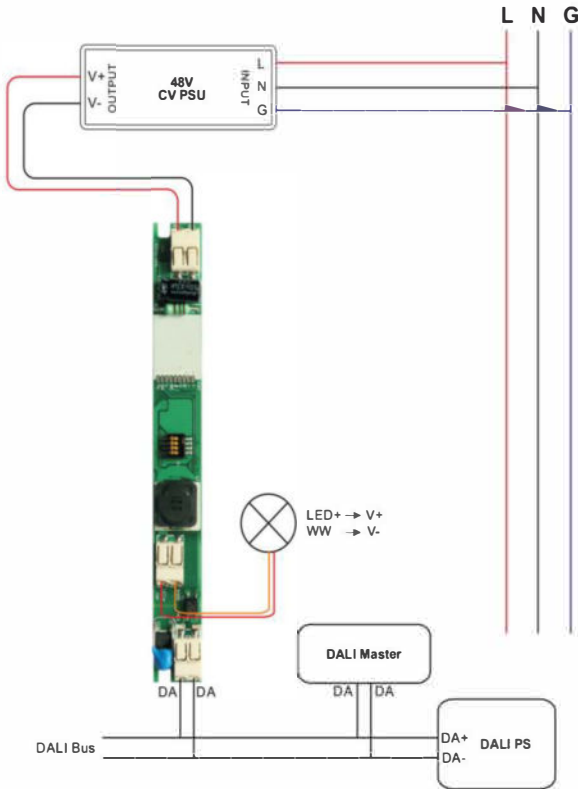 L N G
V+
V-
OUTPUT
48V
CV PSU
INPUT
L
N
G
LED+ → V+
WW → V-
DALI Master
DA DA
DA DA
DALI Bus
DA+
DA-
DALI PS